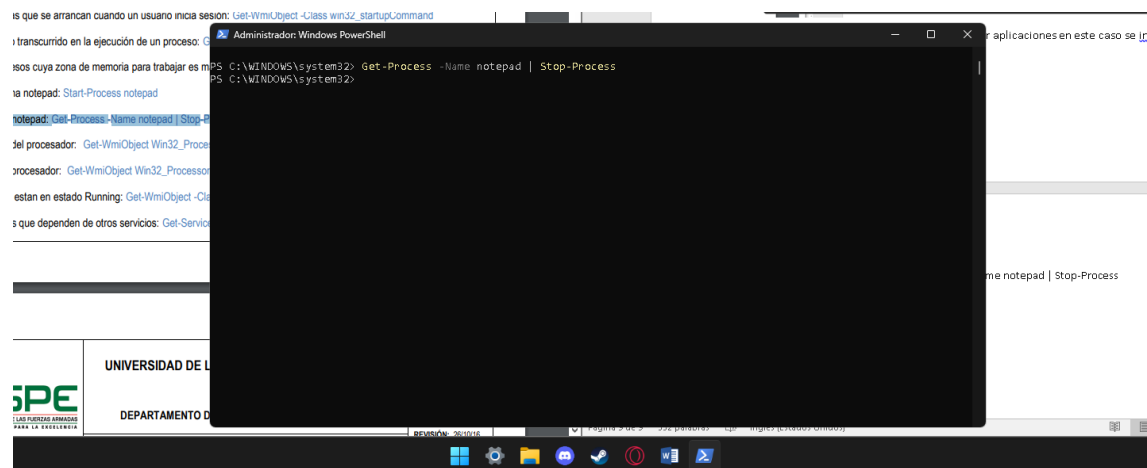 is que se arrancan cuando un usuano inicia sesión: Get-WmiObject -Class win32_startupCommand
transcurrido en la ejecución de un proceso: G
esos cuya zona de memoria para trabajar es m
na notepad: Start-Process notepad
notepad: Get-Process -Name notepad | Stop-P
del procesador: Get-WmiObject Win32_Proce
procesador: Get-WmiObject Win32_Processor
estan en estado Running: Get-WmiObject -Cla
s que dependen de otros servicios: Get-Servic
UNIVERSIDAD DE L
SPE
LAS FUERZAS ARMADAS
PARA LA EXCELENCIA
DEPARTAMENTO D
REVISIÓN: 26/10/16
Administrador: Windows PowerShell
PS C:\WINDOWS\system32> Get-Process -Name notepad | Stop-Process
PS C:\WINDOWS\system32>
r aplicaciones en este caso se in
me notepad | Stop-Process
Página 9 de 9 552 palabras Inglés (Estados Unidos)